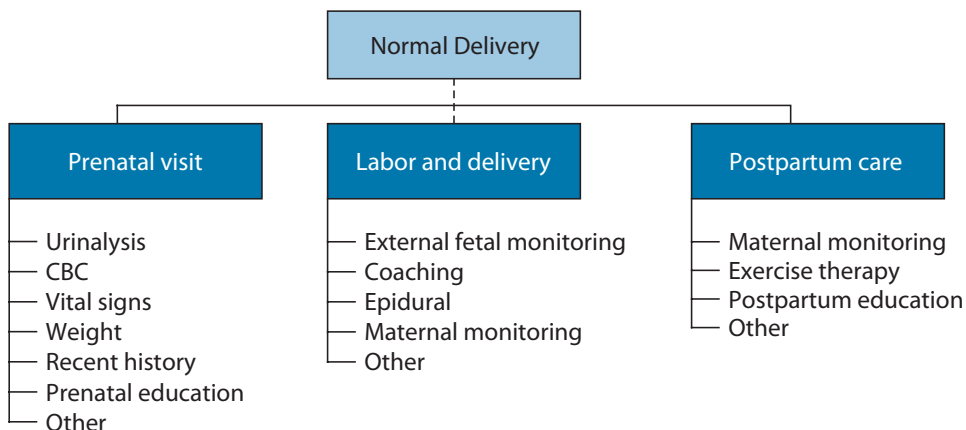 Normal Delivery
Prenatal visit
Urinalysis
CBC
Vital signs
Weight
Recent history
Prenatal education
Other
Labor and delivery
External fetal monitoring
Coaching
Epidural
Maternal monitoring
Other
Postpartum care
Maternal monitoring
Exercise therapy
Postpartum education
Other